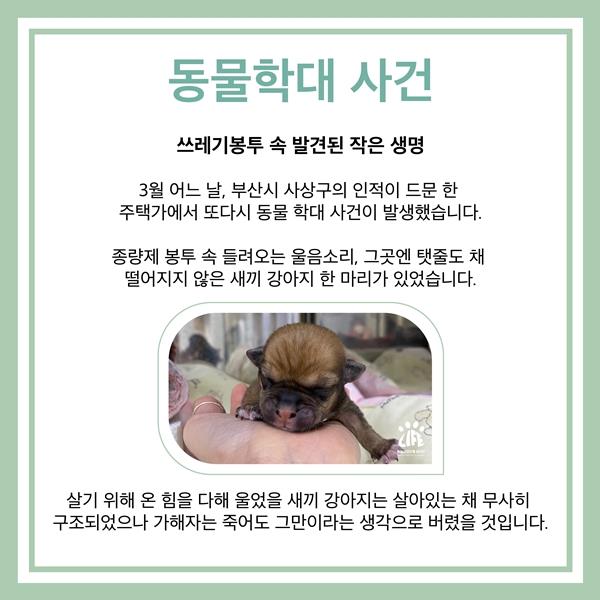 동물학대 사건
쓰레기봉투 속 발견된 작은 생명
3월 어느 날, 부산시 사상구의 인적이 드문 한
주택가에서 또다시 동물 학대 사건이 발생했습니다.
종량제 봉투 속 들려오는 울음소리, 그곳엔 탯줄도 채
떨어지지 않은 새끼 강아지 한 마리가 있었습니다.
LIFE
살기 위해 온 힘을 다해 울었을 새끼 강아지는 살아있는 채 무사히
구조되었으나 가해자는 죽어도 그만이라는 생각으로 버렸을 것입니다.